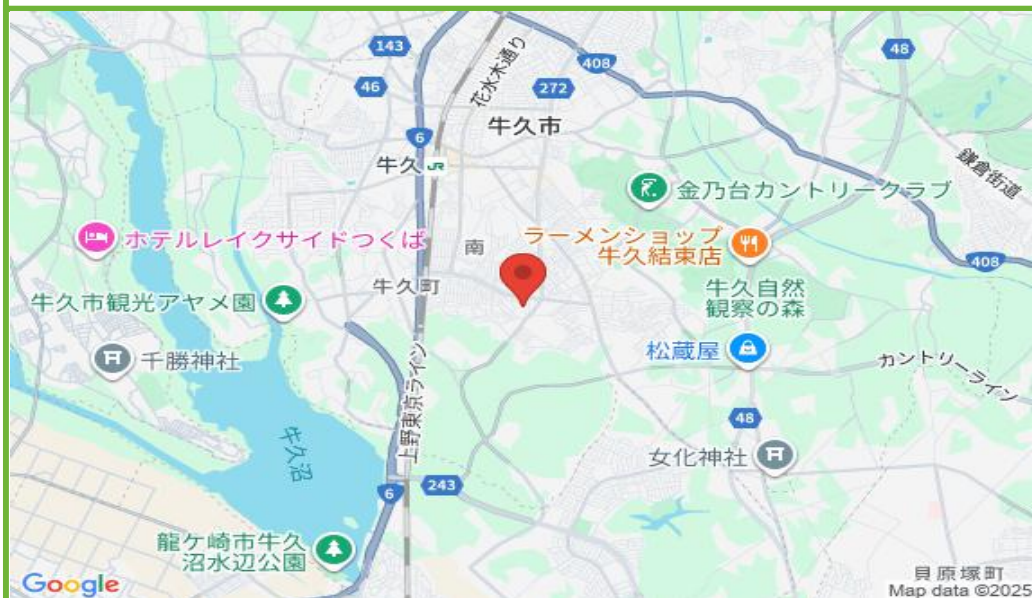 143
48
花水木通り
408
46
272
6
牛久市
牛久 JR
鎌倉街道
金乃台カントリークラブ
ホテルレイクサイドつくば
南
ラーメンショップ
牛久結束店
408
牛久町
牛久自然
観察の森
牛久市観光アヤメ園
千勝神社
松蔵屋
カントリーライン
上野東京ライン
48
牛久沼
女化神社
243
6
龍ケ崎市牛久
沼水辺公園
貝原塚町
Google
Map data ©2025